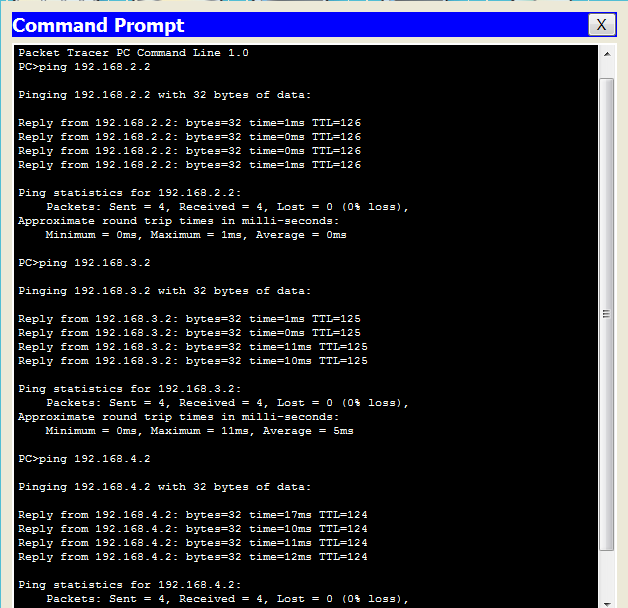 Command Prompt
X
Packet Tracer PC Command Line 1.0
PC>ping 192.168.2.2
Pinging 192.168.2.2 with 32 bytes of data:
Reply from 192.168.2.2: bytes=32 time=1ms TTL=126
Reply from 192.168.2.2: bytes=32 time=0ms TTL=126
Reply from 192.168.2.2: bytes=32 time=0ms TTL=126
Reply from 192.168.2.2: bytes=32 time=1ms TTL=126
Ping statistics for 192.168.2.2:
Packets: Sent = 4, Received = 4, Lost = 0 (0% loss),
Approximate round trip times in milli-seconds:
Minimum = 0ms, Maximum = 1ms, Average = 0ms
PC>ping 192.168.3.2
Pinging 192.168.3.2 with 32 bytes of data:
Reply from 192.168.3.2: bytes=32 time=1ms TTL=125
Reply from 192.168.3.2: bytes=32 time=0ms TTL=125
Reply from 192.168.3.2: bytes=32 time=11ms TTL=125
Reply from 192.168.3.2: bytes=32 time=10ms TTL=125
Ping statistics for 192.168.3.2:
Packets: Sent = 4, Received = 4, Lost = 0 (0% loss),
Approximate round trip times in milli-seconds:
Minimum = 0ms, Maximum = 11ms, Average = 5ms
PC>ping 192.168.4.2
Pinging 192.168.4.2 with 32 bytes of data:
Reply from 192.168.4.2: bytes=32 time=17ms TTL=124
Reply from 192.168.4.2: bytes=32 time=10ms TTL=124
Reply from 192.168.4.2: bytes=32 time=11ms TTL=124
Reply from 192.168.4.2: bytes=32 time=12ms TTL=124
Ping statistics for 192.168.4.2:
Packets: Sent = 4, Received = 4, Lost = 0 (0% loss),